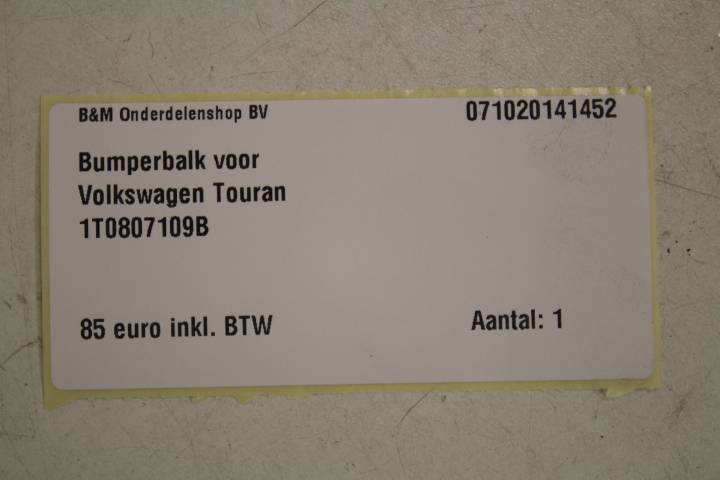 B&M Onderdelenshop BV 071020141452
Bumperbalk voor
Volkswagen Touran
1T0807109B
85 euro inkl. BTW Aantal: 1